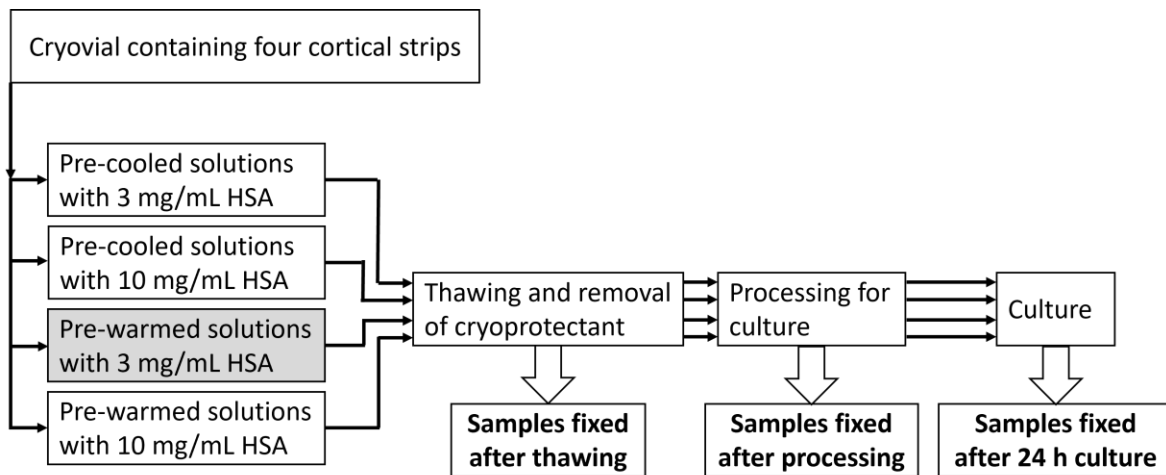 Cryovial containing four cortical strips
Pre-cooled solutions
with 3 mg/mL HSA
Pre-cooled solutions
with 10 mg/mL HSA
Pre-warmed solutions
with 3 mg/mL HSA
Pre-warmed solutions
with 10 mg/mL HSA
Thawing and removal
of cryoprotectant
Processing for
culture
Culture
Samples fixed
after thawing
Samples fixed
after processing
Samples fixed
after 24 h culture